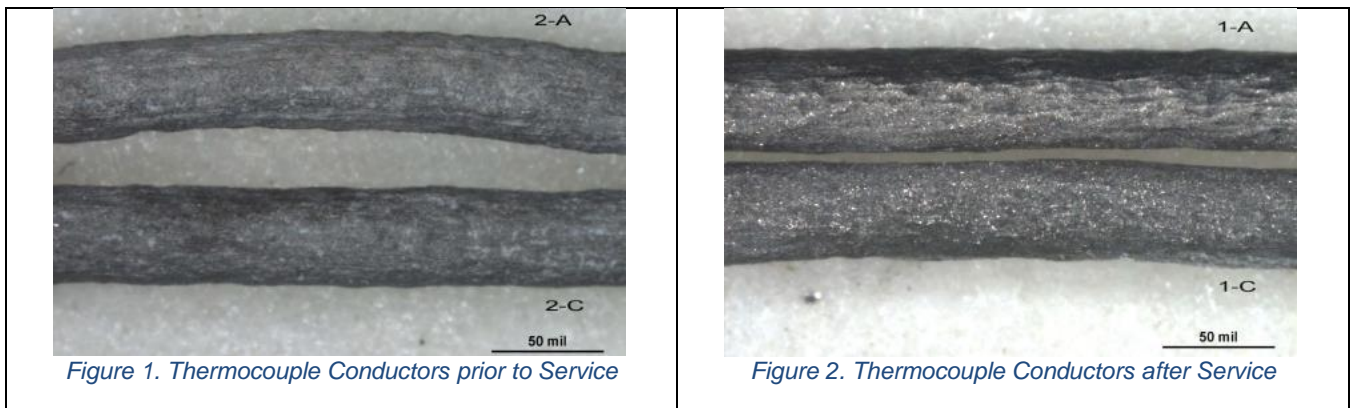 2-A
2-C
50 mil
Figure 1. Thermocouple Conductors prior to Service
1-A
1-C
50 mil
Figure 2. Thermocouple Conductors after Service